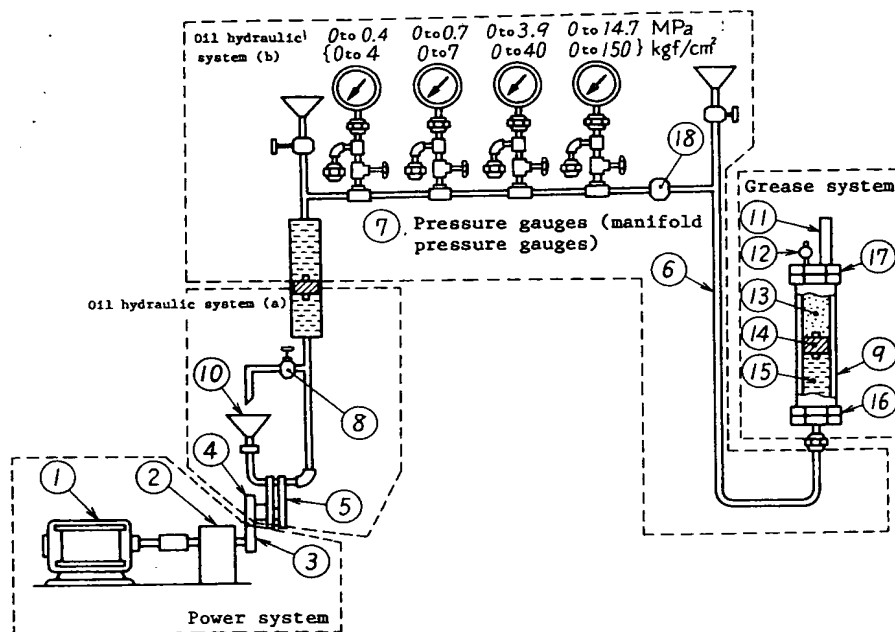 Oil hydraulic
system (b)
0 to 0.4 0 to 0.7 0 to 3.9 0 to 14.7 MPa
{0 to 4 0 to 7 0 to 40 0 to 150} kgf/cm²
18
7 Pressure gauges (manifold
pressure gauges)
Grease system
11
12
17
6
13
14
15
9
16
Oil hydraulic system (a)
10
8
4
5
1
2
3
Power system